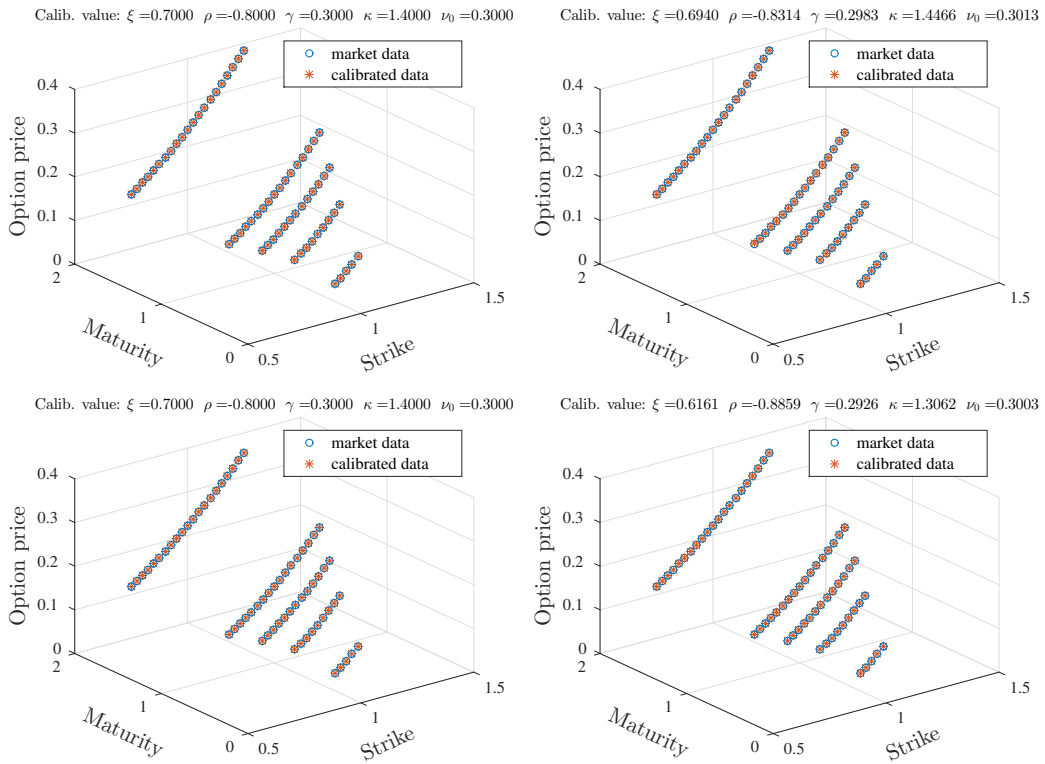 Calib. value: ξ =0.7000 ρ =-0.8000 γ =0.3000 κ =1.4000 ν₀ =0.3000
market data
calibrated data
0.4
0.3
0.2
0.1
0
Option price
2
1
0
Maturity
0.5
1
1.5
Strike
Calib. value: ξ =0.6940 ρ =-0.8314 γ =0.2983 κ =1.4466 ν₀ =0.3013
market data
calibrated data
0.4
0.3
0.2
0.1
0
Option price
2
1
0
Maturity
0.5
1
1.5
Strike
Calib. value: ξ =0.7000 ρ =-0.8000 γ =0.3000 κ =1.4000 ν₀ =0.3000
market data
calibrated data
0.4
0.3
0.2
0.1
0
Option price
2
1
0
Maturity
0.5
1
1.5
Strike
Calib. value: ξ =0.6161 ρ =-0.8859 γ =0.2926 κ =1.3062 ν₀ =0.3003
market data
calibrated data
0.4
0.3
0.2
0.1
0
Option price
2
1
0
Maturity
0.5
1
1.5
Strike